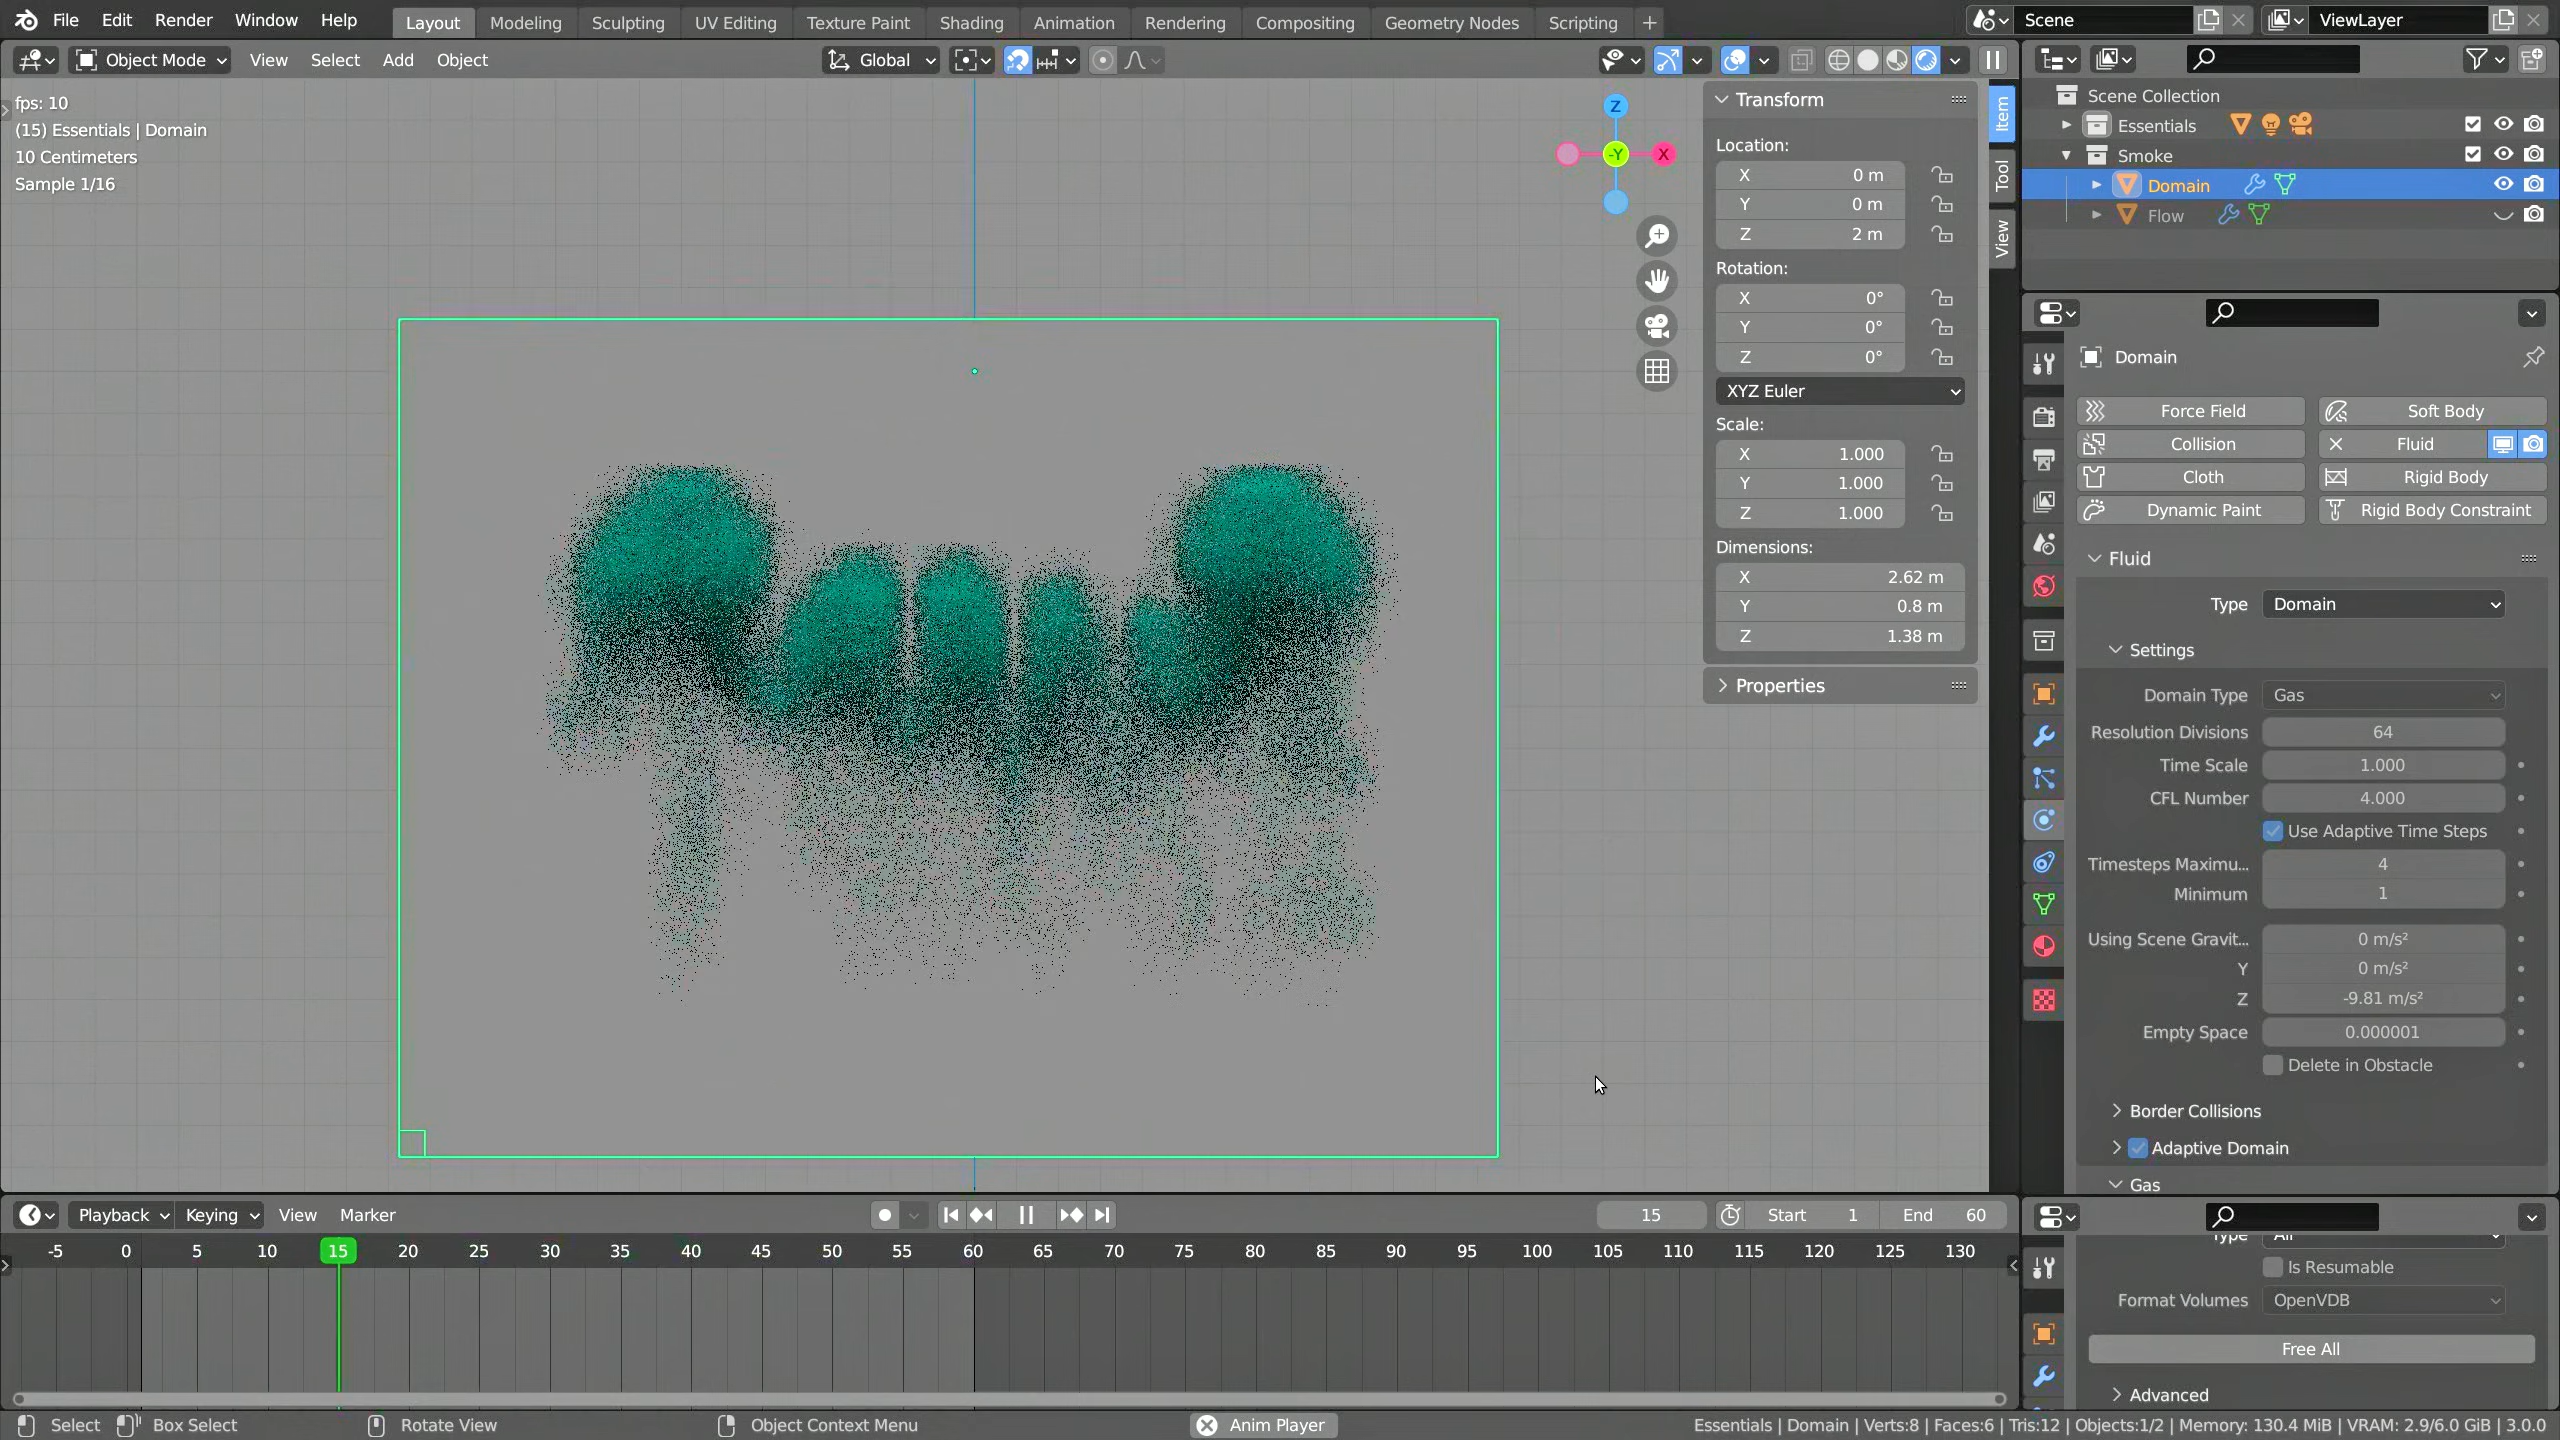 File Edit Render Window Help Layout Modeling Sculpting UV Editing Texture Paint Shading Animation Rendering Compositing Geometry Nodes Scripting + Scene ViewLayer
Object Mode View Select Add Object Global
fps: 10
(15) Essentials | Domain
10 Centimeters
Sample 1/16
Z
-Y X
Transform
Location:
X 0 m
Y 0 m
Z 2 m
Rotation:
X 0°
Y 0°
Z 0°
XYZ Euler
Scale:
X 1.000
Y 1.000
Z 1.000
Dimensions:
X 2.62 m
Y 0.8 m
Z 1.38 m
Properties
Item
Tool
View
Scene Collection
Essentials
Smoke
Domain
Flow
Domain
Force Field Soft Body
Collision Fluid
Cloth Rigid Body
Dynamic Paint Rigid Body Constraint
Fluid
Type Domain
Settings
Domain Type Gas
Resolution Divisions 64
Time Scale 1.000
CFL Number 4.000
Use Adaptive Time Steps
Timesteps Maximu... 4
Minimum 1
Using Scene Gravit... 0 m/s²
Y 0 m/s²
Z -9.81 m/s²
Empty Space 0.000001
Delete in Obstacle
Border Collisions
Adaptive Domain
Gas
Playback Keying View Marker 15 Start 1 End 60
-5 0 5 10 15 20 25 30 35 40 45 50 55 60 65 70 75 80 85 90 95 100 105 110 115 120 125 130
Type All
Is Resumable
Format Volumes OpenVDB
Free All
Advanced
Select Box Select Rotate View Object Context Menu Anim Player Essentials | Domain | Verts:8 | Faces:6 | Tris:12 | Objects:1/2 | Memory: 130.4 MiB | VRAM: 2.9/6.0 GiB | 3.0.0